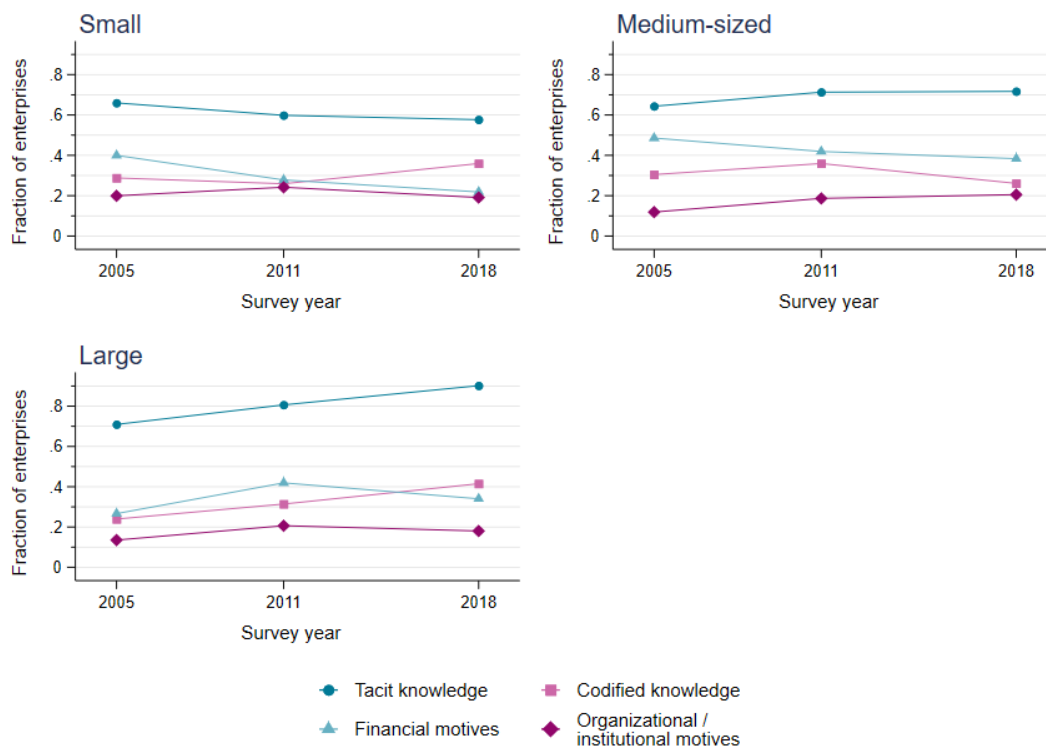 Small
Fraction of enterprises
.8
.6
.4
.2
0
2005 2011 2018
Survey year
Medium-sized
Fraction of enterprises
.8
.6
.4
.2
0
2005 2011 2018
Survey year
Large
Fraction of enterprises
.8
.6
.4
.2
0
2005 2011 2018
Survey year
Tacit knowledge
Codified knowledge
Financial motives
Organizational /
institutional motives